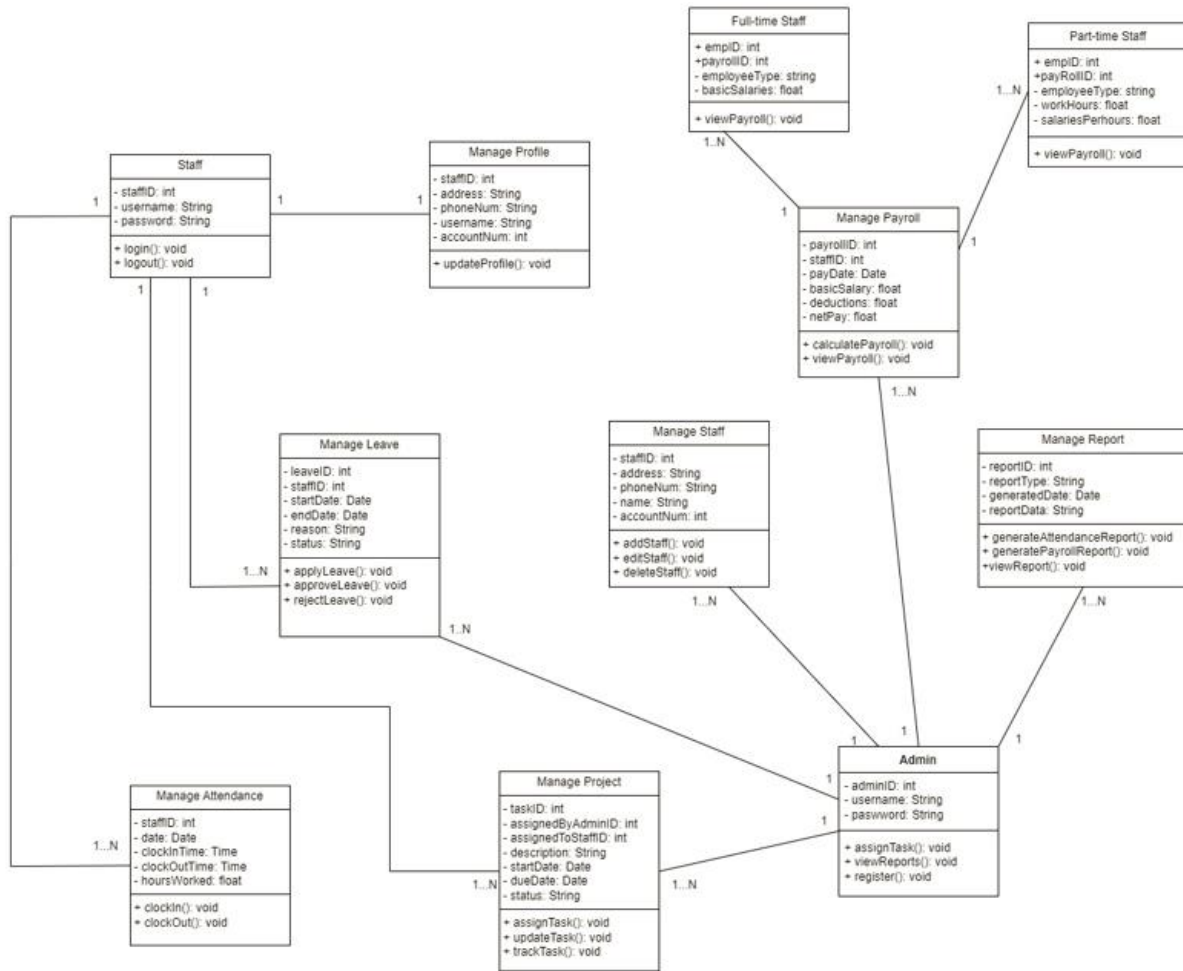 Full-time Staff
+ empID: int
+payrollID: int
- employeeType: string
- basicSalaries: float
+ viewPayroll(): void
1..N
Part-time Staff
+ empID: int
+payRollID: int
- employeeType: string
- workHours: float
- salariesPerhours: float
+ viewPayroll(): void
1...N
Staff
- staffID: int
- username: String
- password: String
+ login(): void
+ logout(): void
1
1
1
1
Manage Profile
- staffID: int
- address: String
- phoneNum: String
- username: String
- accountNum: int
+ updateProfile(): void
1
Manage Payroll
- payrollID: int
- staffID: int
- payDate: Date
- basicSalary: float
- deductions: float
- netPay: float
+ calculatePayroll(): void
+ viewPayroll(): void
1
1
1...N
Manage Leave
- leaveID: int
- staffID: int
- startDate: Date
- endDate: Date
- reason: String
- status: String
+ applyLeave(): void
+ approveLeave(): void
+ rejectLeave(): void
1...N
1..N
Manage Staff
- staffID: int
- address: String
- phoneNum: String
- name: String
- accountNum: int
+ addStaff(): void
+ editStaff(): void
+ deleteStaff(): void
1...N
Manage Report
- reportID: int
- reportType: String
- generatedDate: Date
- reportData: String
+ generateAttendanceReport(): void
+ generatePayrollReport(): void
+viewReport(): void
1...N
Manage Attendance
- staffID: int
- date: Date
- clockInTime: Time
- clockOutTime: Time
- hoursWorked: float
+ clockIn(): void
+ clockOut(): void
1...N
Manage Project
- taskID: int
- assignedByAdminID: int
- assignedToStaffID: int
- description: String
- startDate: Date
- dueDate: Date
- status: String
+ assignTask(): void
+ updateTask(): void
+ trackTask(): void
1...N
1...N
Admin
- adminID: int
- username: String
- paswword: String
+ assignTask(): void
+ viewReports(): void
+ register(): void
1
1
1
1
1